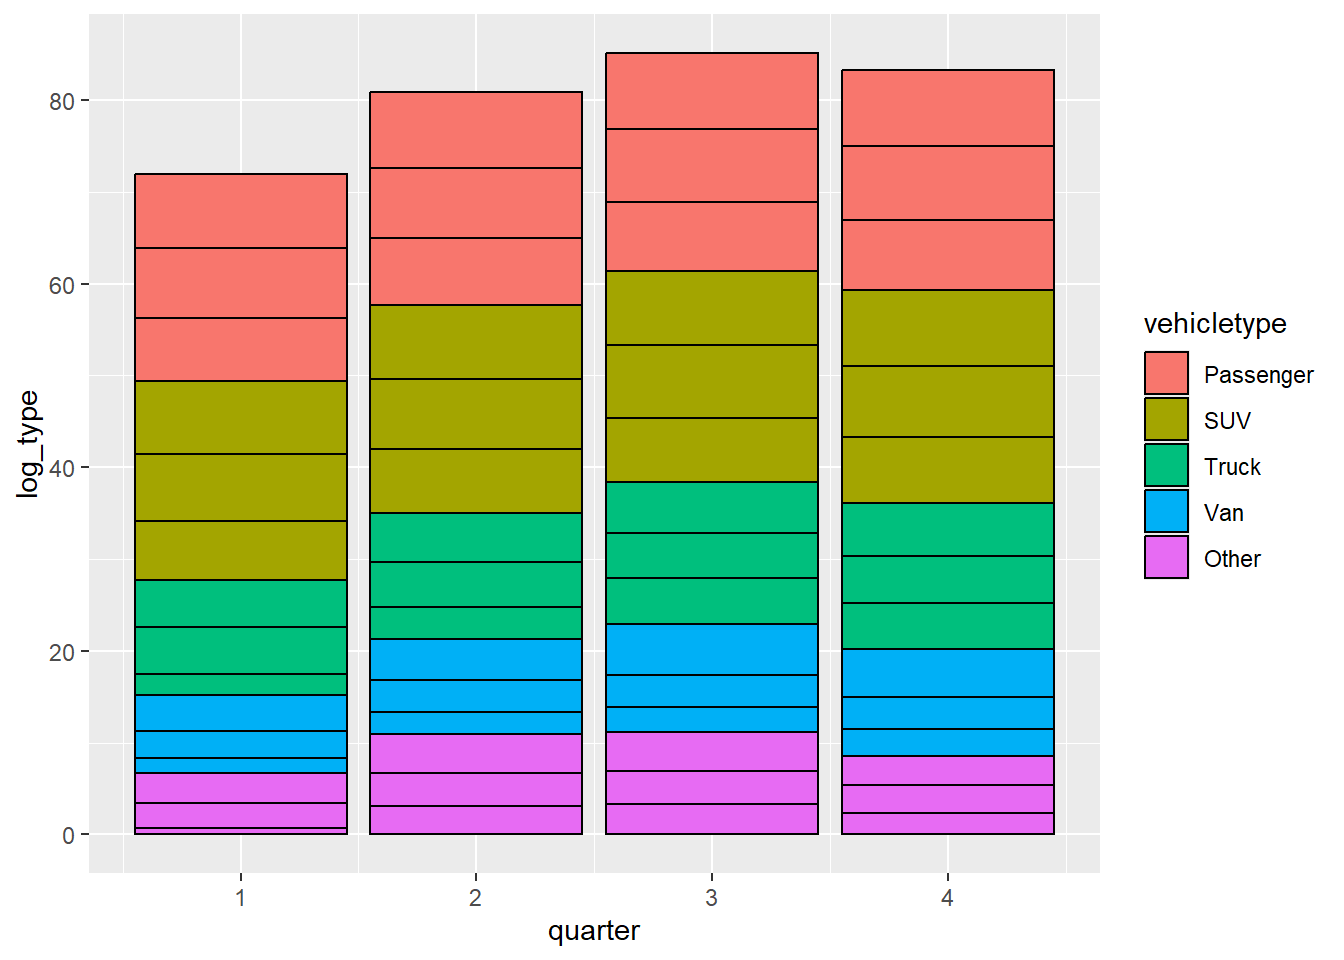 80
60
40
20
0
log_type
1 2 3 4
quarter
vehicletype
Passenger
SUV
Truck
Van
Other